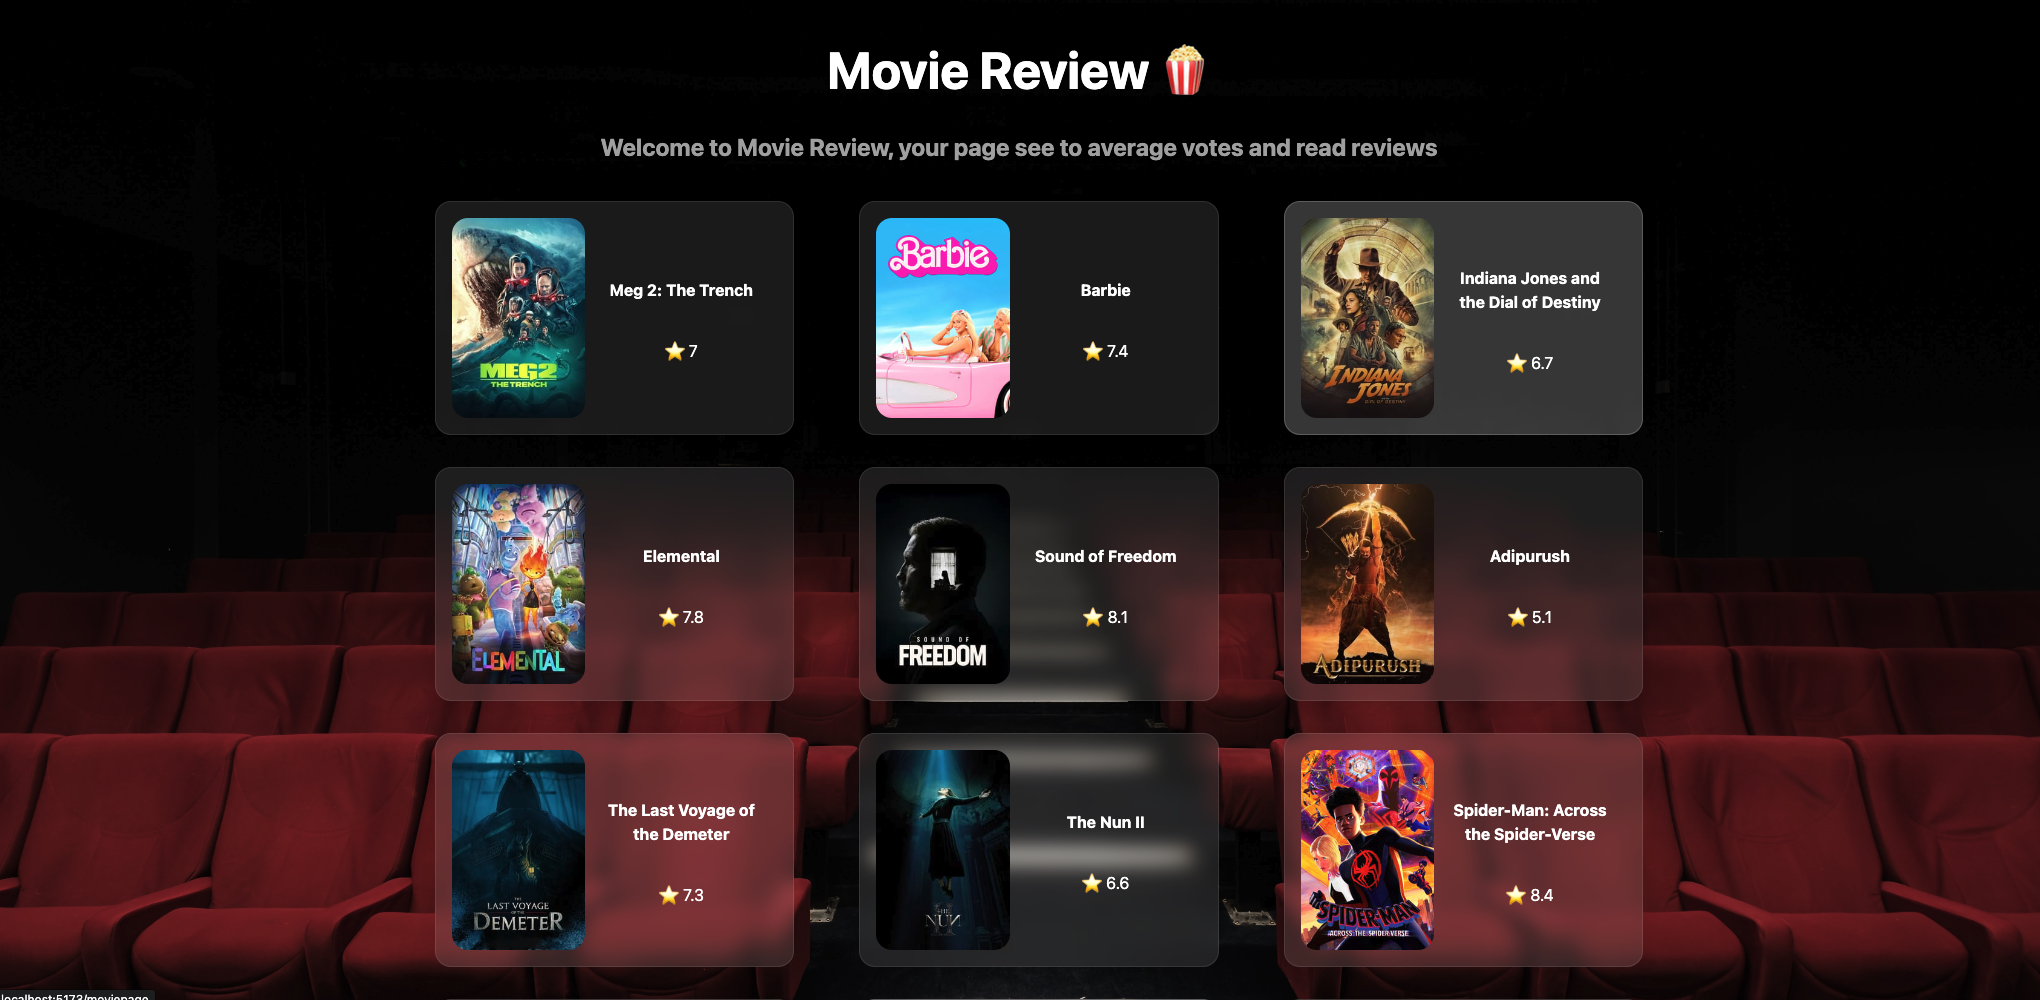 Movie Review 🍿
Welcome to Movie Review, your page see to average votes and read reviews
MEG2
THE TRENCH
Meg 2: The Trench
⭐ 7
Barbie
Barbie
⭐ 7.4
INDIANA
JONES
Indiana Jones and
the Dial of Destiny
⭐ 6.7
ELEMENTAL
Elemental
⭐ 7.8
SOUND OF
FREEDOM
Sound of Freedom
⭐ 8.1
ADIPURUSH
Adipurush
⭐ 5.1
LAST VOYAGE
DEMETER
The Last Voyage of
the Demeter
⭐ 7.3
THE
NUN
The Nun II
⭐ 6.6
SPIDER-MAN
ACROSS THE SPIDER-VERSE
Spider-Man: Across
the Spider-Verse
⭐ 8.4
localhost:5173/moviepage